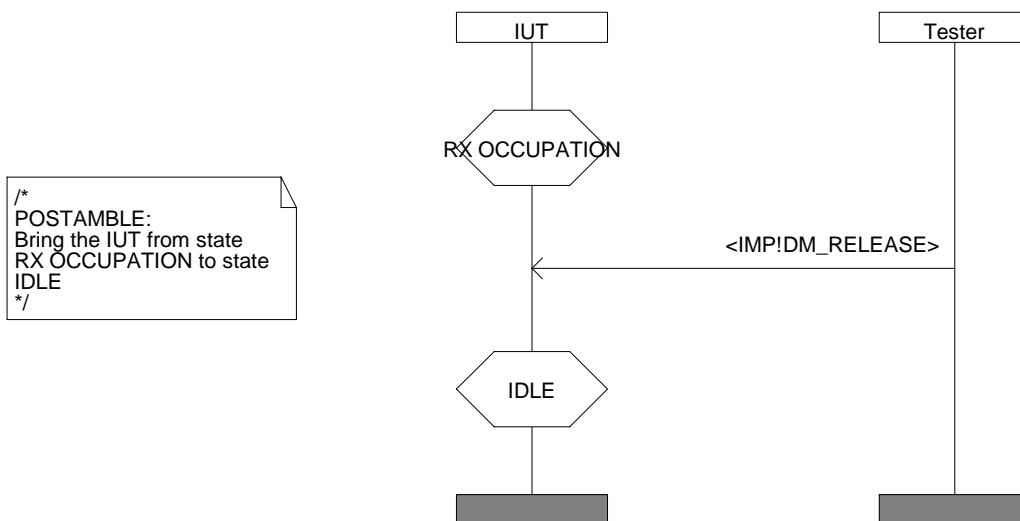 IUT
Tester
RX OCCUPATION
/*
POSTAMBLE:
Bring the IUT from state
RX OCCUPATION to state
IDLE
*/
<IMP!DM_RELEASE>
IDLE